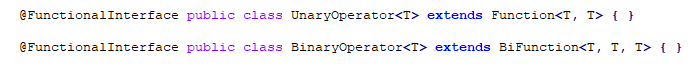 @FunctionalInterface public class UnaryOperator<T> extends Function<T, T> { }
@FunctionalInterface public class BinaryOperator<T> extends BiFunction<T, T, T> { }